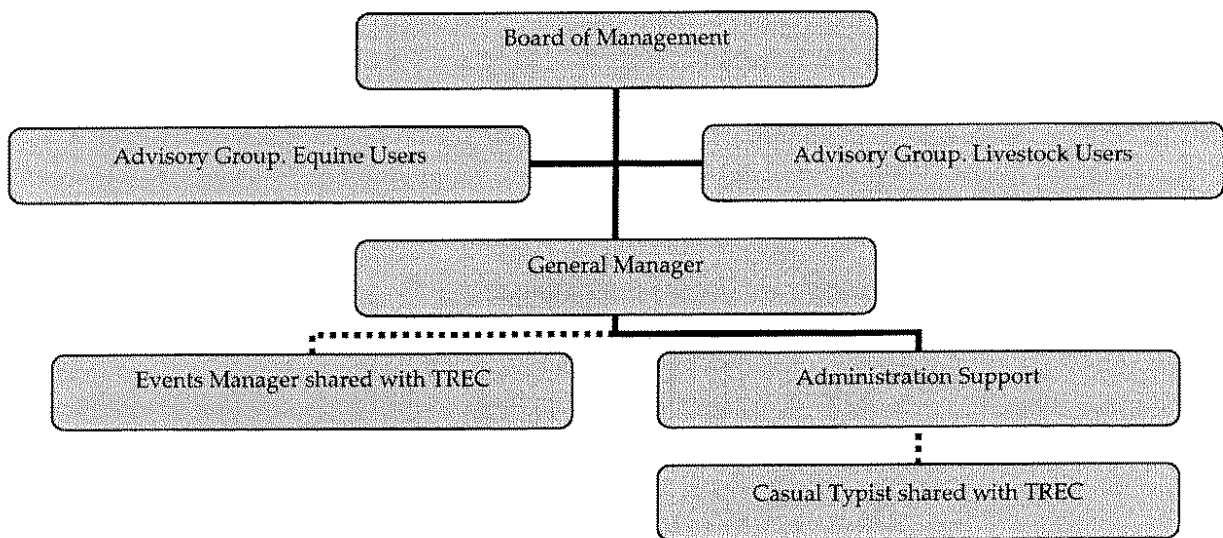 Board of Management
Advisory Group. Equine Users
Advisory Group. Livestock Users
General Manager
Events Manager shared with TREC
Administration Support
Casual Typist shared with TREC